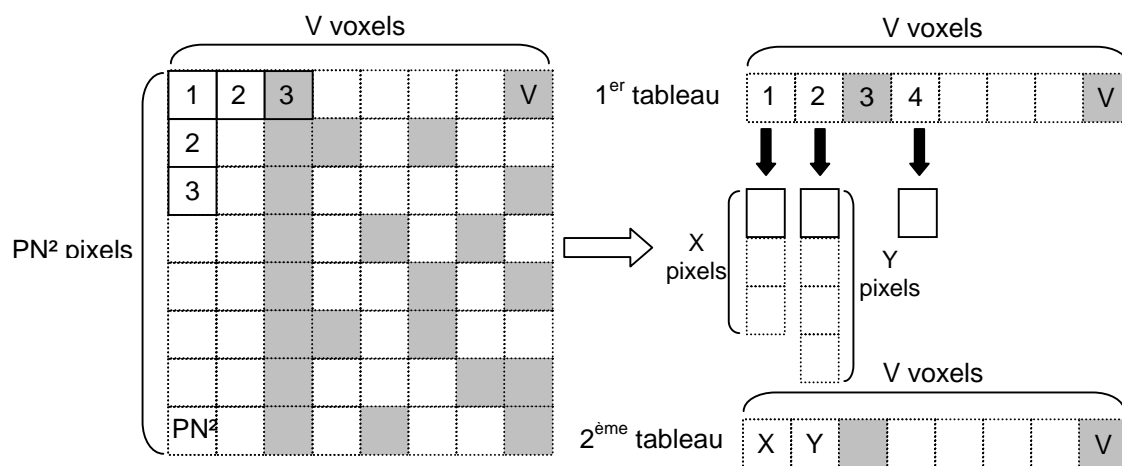 V voxels
1 2 3 V
2
3
PN² pixels
PN²
V voxels
1er tableau
1 2 3 4 V
X
pixels
Y
pixels
V voxels
2ème tableau
X Y V